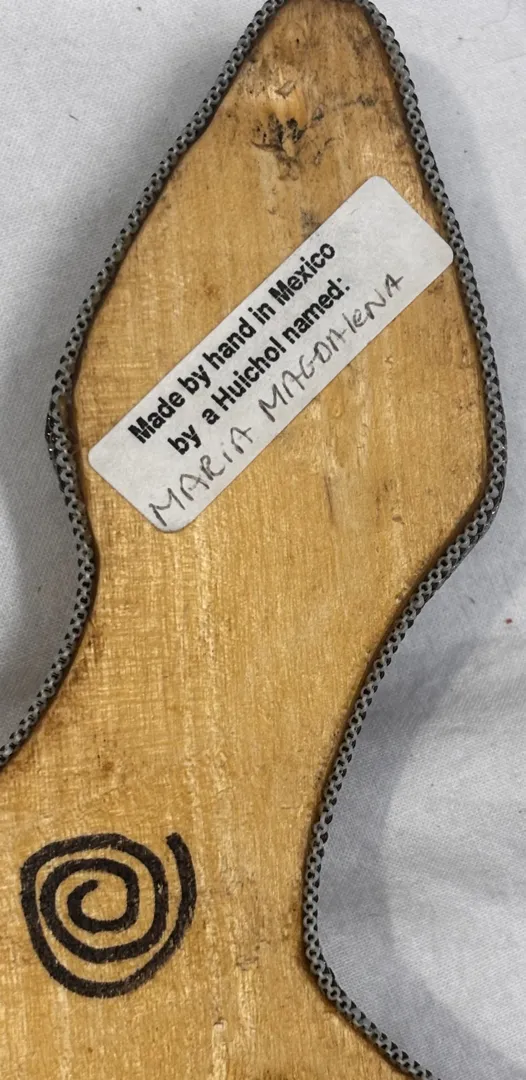 Made by hand in Mexico
by a Huichol named:
MARIA MAGDALENA